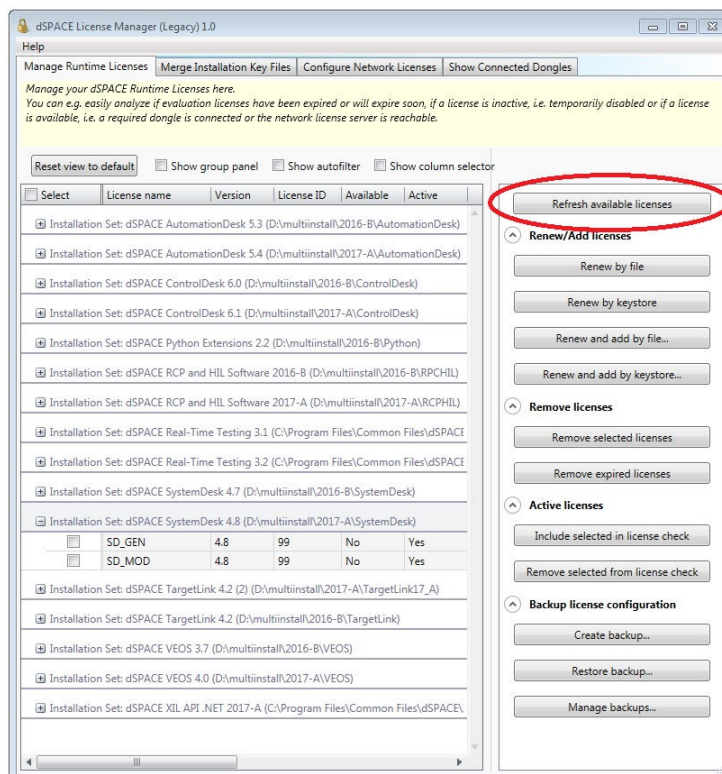 dSPACE License Manager (Legacy) 1.0
Help
Manage Runtime Licenses Merge Installation Key Files Configure Network Licenses Show Connected Dongles
Manage your dSPACE Runtime Licenses here.
You can e.g. easily analyze if evaluation licenses have been expired or will expire soon, if a license is inactive, i.e. temporarily disabled or if a license
is available, i.e. a required dongle is connected or the network license server is reachable.
Reset view to default Show group panel Show autofilter Show column selector
Select License name Version License ID Available Active
Installation Set: dSPACE AutomationDesk 5.3 (D:\multiinstall\2016-B\AutomationDesk)
Installation Set: dSPACE AutomationDesk 5.4 (D:\multiinstall\2017-A\AutomationDesk)
Installation Set: dSPACE ControlDesk 6.0 (D:\multiinstall\2016-B\ControlDesk)
Installation Set: dSPACE ControlDesk 6.1 (D:\multiinstall\2017-A\ControlDesk)
Installation Set: dSPACE Python Extensions 2.2 (D:\multiinstall\2016-B\Python)
Installation Set: dSPACE RCP and HIL Software 2016-B (D:\multiinstall\2016-B\RPCHIL)
Installation Set: dSPACE RCP and HIL Software 2017-A (D:\multiinstall\2017-A\RCPHIL)
Installation Set: dSPACE Real-Time Testing 3.1 (C:\Program Files\Common Files\dSPACE
Installation Set: dSPACE Real-Time Testing 3.2 (C:\Program Files\Common Files\dSPACE
Installation Set: dSPACE SystemDesk 4.7 (D:\multiinstall\2016-B\SystemDesk)
Installation Set: dSPACE SystemDesk 4.8 (D:\multiinstall\2017-A\SystemDesk)
SD_GEN 4.8 99 No Yes
SD_MOD 4.8 99 No Yes
Installation Set: dSPACE TargetLink 4.2 (2) (D:\multiinstall\2017-A\TargetLink17_A)
Installation Set: dSPACE TargetLink 4.2 (D:\multiinstall\2016-B\TargetLink)
Installation Set: dSPACE VEOS 3.7 (D:\multiinstall\2016-B\VEOS)
Installation Set: dSPACE VEOS 4.0 (D:\multiinstall\2017-A\VEOS)
Installation Set: dSPACE XIL API .NET 2017-A (C:\Program Files\Common Files\dSPACE\
Refresh available licenses
Renew/Add licenses
Renew by file
Renew by keystore
Renew and add by file...
Renew and add by keystore...
Remove licenses
Remove selected licenses
Remove expired licenses
Active licenses
Include selected in license check
Remove selected from license check
Backup license configuration
Create backup...
Restore backup...
Manage backups...